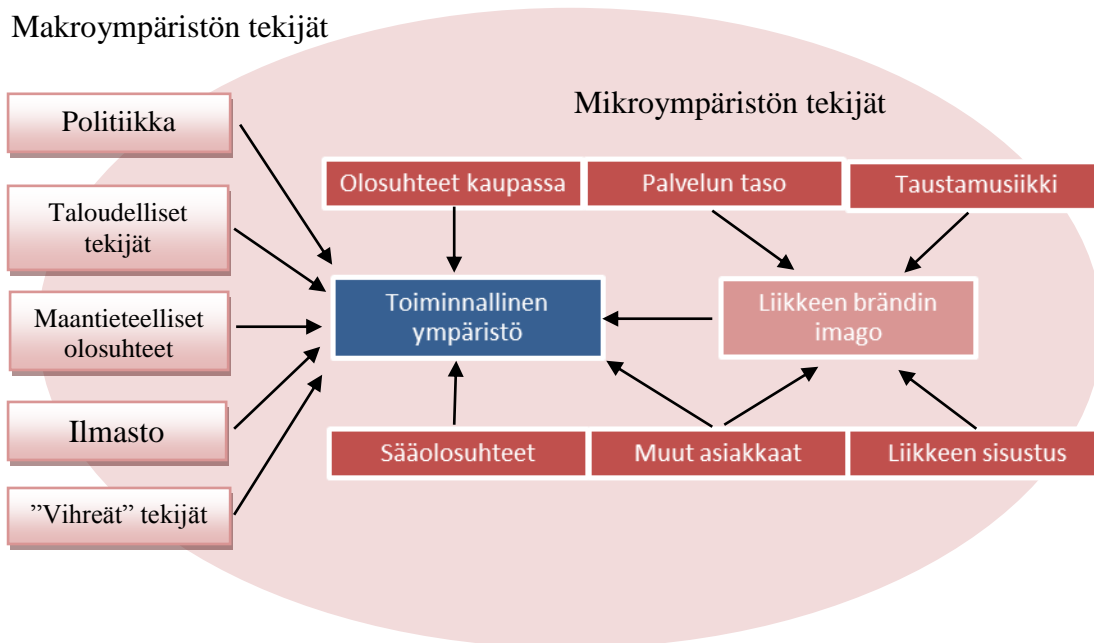 Makroympäristön tekijät
Politiikka
Taloudelliset
tekijät
Maantieteelliset
olosuhteet
Ilmasto
”Vihreät” tekijät
Mikroympäristön tekijät
Olosuhteet kaupassa
Palvelun taso
Taustamusiikki
Toiminnallinen
ympäristö
Liikkeen brändin
imago
Sääolosuhteet
Muut asiakkaat
Liikkeen sisustus